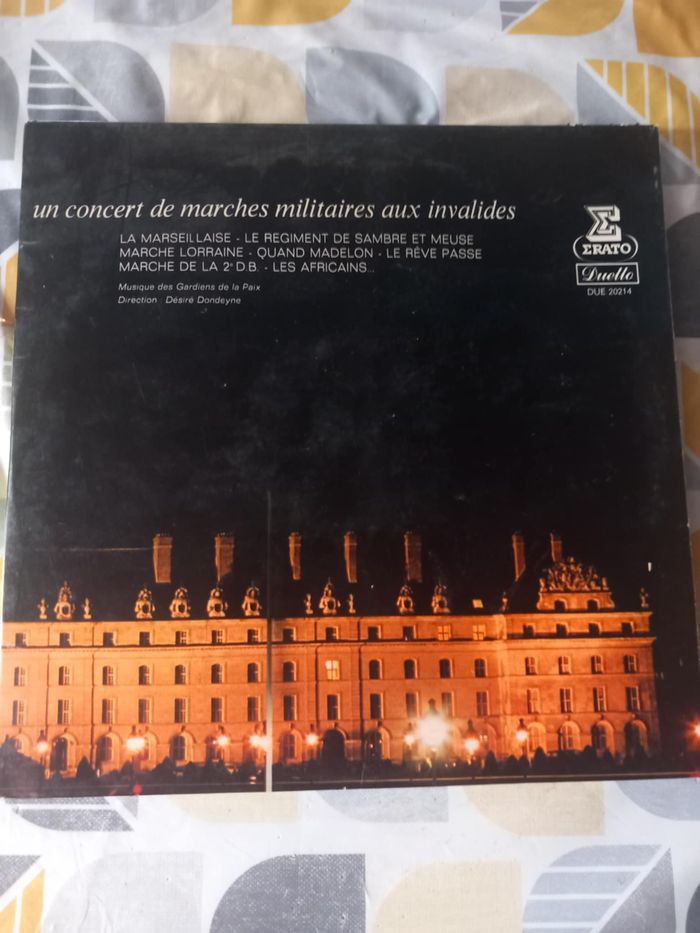 un concert de marches militaires aux invalides
LA MARSEILLAISE - LE REGIMENT DE SAMBRE ET MEUSE
MARCHE LORRAINE - QUAND MADELON - LE RÊVE PASSE
MARCHE DE LA 2e D.B. - LES AFRICAINS...
Musique des Gardiens de la Paix
Direction Désiré Dondeyne
ERATO
Duello
DUE 20214